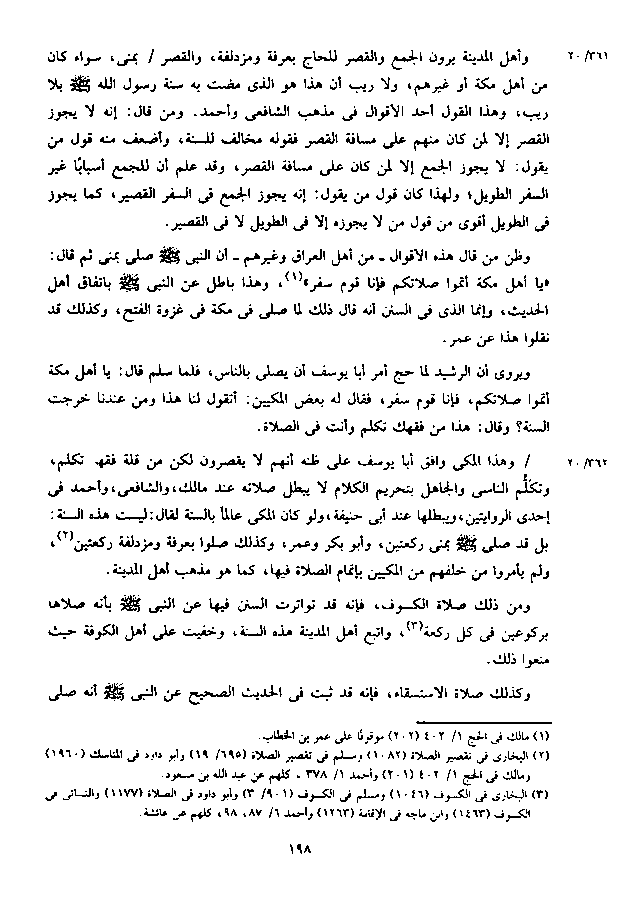 ٢٠/٣٦١
وأهل المدينة يرون الجمع والقصر للحاج بعرفة ومزدلفة، والقصر / بمنى، سواء كان
من أهل مكة أو غيرهم، ولا ريب أن هذا هو الذى مضت به سنة رسول الله ﷺ بلا
ريب، وهذا القول أحد الأقوال فى مذهب الشافعى وأحمد. ومن قال: إنه لا يجوز
القصر إلا لمن كان منهم على مسافة القصر فقوله مخالف للسنة، وأضعف منه قول من
يقول: لا يجوز الجمع إلا لمن كان على مسافة القصر، وقد علم أن للجمع أسبابًا غير
السفر الطويل؛ ولهذا كان قول من يقول: إنه يجوز الجمع فى السفر القصير، كما يجوز
فى الطويل أقوى من قول من لا يجوزه إلا فى الطويل لا فى القصير.
وظن من قال هذه الأقوال ـ من أهل العراق وغيرهم ـ أن النبى ﷺ صلى بمنى ثم قال:
«يا أهل مكة أتموا صلاتكم فإنا قوم سفر»(١)، وهذا باطل عن النبى ﷺ باتفاق أهل
الحديث، وإنما الذى فى السنن أنه قال ذلك لما صلى فى مكة فى غزوة الفتح، وكذلك قد
نقلوا هذا عن عمر.
ويروى أن الرشيد لما حج أمر أبا يوسف أن يصلى بالناس، فلما سلم قال: يا أهل مكة
أتموا صلاتكم، فإنا قوم سفر، فقال له بعض المكيين: أتقول لنا هذا ومن عندنا خرجت
السنة؟ وقال: هذا من فقهك تكلم وأنت فى الصلاة.
٢٠/٣٦٢
/ وهذا المكى وافق أبا يوسف على ظنه أنهم لا يقصرون لكن من قلة فقهه تكلم،
وتكلُّم الناسى والجاهل بتحريم الكلام لا يبطل صلاته عند مالك، والشافعى، وأحمد فى
إحدى الروايتين، ويبطلها عند أبى حنيفة، ولو كان المكى عالمًا بالسنة لقال: ليست هذه السنة:
بل قد صلى ﷺ بمنى ركعتين، وأبو بكر وعمر، وكذلك صلوا بعرفة ومزدلفة ركعتين(٢)،
ولم يأمروا من خلفهم من المكيين بإتمام الصلاة فيها، كما هو مذهب أهل المدينة.
ومن ذلك صلاة الكسوف، فإنه قد تواترت السنن فيها عن النبى ﷺ بأنه صلاها
بركوعين فى كل ركعة(٣)، واتبع أهل المدينة هذه السنة، وخفيت على أهل الكوفة حيث
منعوا ذلك.
وكذلك صلاة الاستسقاء، فإنه قد ثبت فى الحديث الصحيح عن النبى ﷺ أنه صلى
(١) مالك فى الحج ١/ ٤٠٢ (٢٠٢) موقوفًا على عمر بن الخطاب.
(٢) البخارى فى تقصير الصلاة (١٠٨٢) ومسلم فى تقصير الصلاة (٦٩٥/ ١٩) وأبو داود فى المناسك (١٩٦٠)
ومالك فى الحج ١/ ٤٠٢ (٢٠١) وأحمد ١/ ٣٧٨ ـ كلهم عن عبد الله بن مسعود.
(٣) البخارى فى الكسوف (١٠٤٦) ومسلم فى الكسوف (٩٠١/ ٣) وأبو داود فى الصلاة (١١٧٧) والنسائى فى
الكسوف (١٤٦٣) وابن ماجه فى الإقامة (١٢٦٣) وأحمد ٦/ ٨٧، ٩٨، كلهم عن عائشة.
١٩٨